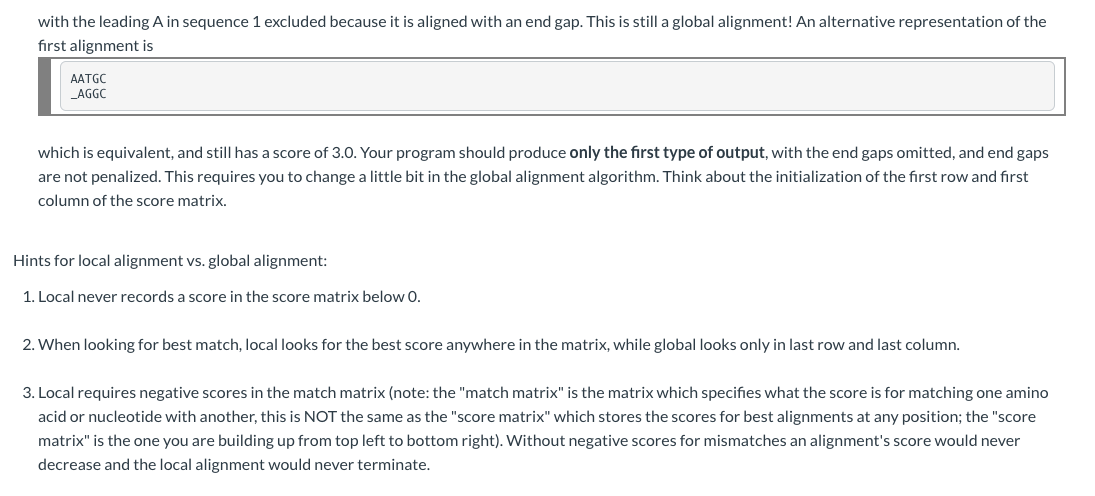 with the leading A in sequence 1 excluded because it is aligned with an end gap. This is still a global alignment! An alternative representation of the
first alignment is
AATGC
_AGGC
which is equivalent, and still has a score of 3.0. Your program should produce only the first type of output, with the end gaps omitted, and end gaps
are not penalized. This requires you to change a little bit in the global alignment algorithm. Think about the initialization of the first row and first
column of the score matrix.
Hints for local alignment vs. global alignment:
1. Local never records a score in the score matrix below 0.
2. When looking for best match, local looks for the best score anywhere in the matrix, while global looks only in last row and last column.
3. Local requires negative scores in the match matrix (note: the "match matrix" is the matrix which specifies what the score is for matching one amino
acid or nucleotide with another, this is NOT the same as the "score matrix" which stores the scores for best alignments at any position; the "score
matrix" is the one you are building up from top left to bottom right). Without negative scores for mismatches an alignment's score would never
decrease and the local alignment would never terminate.